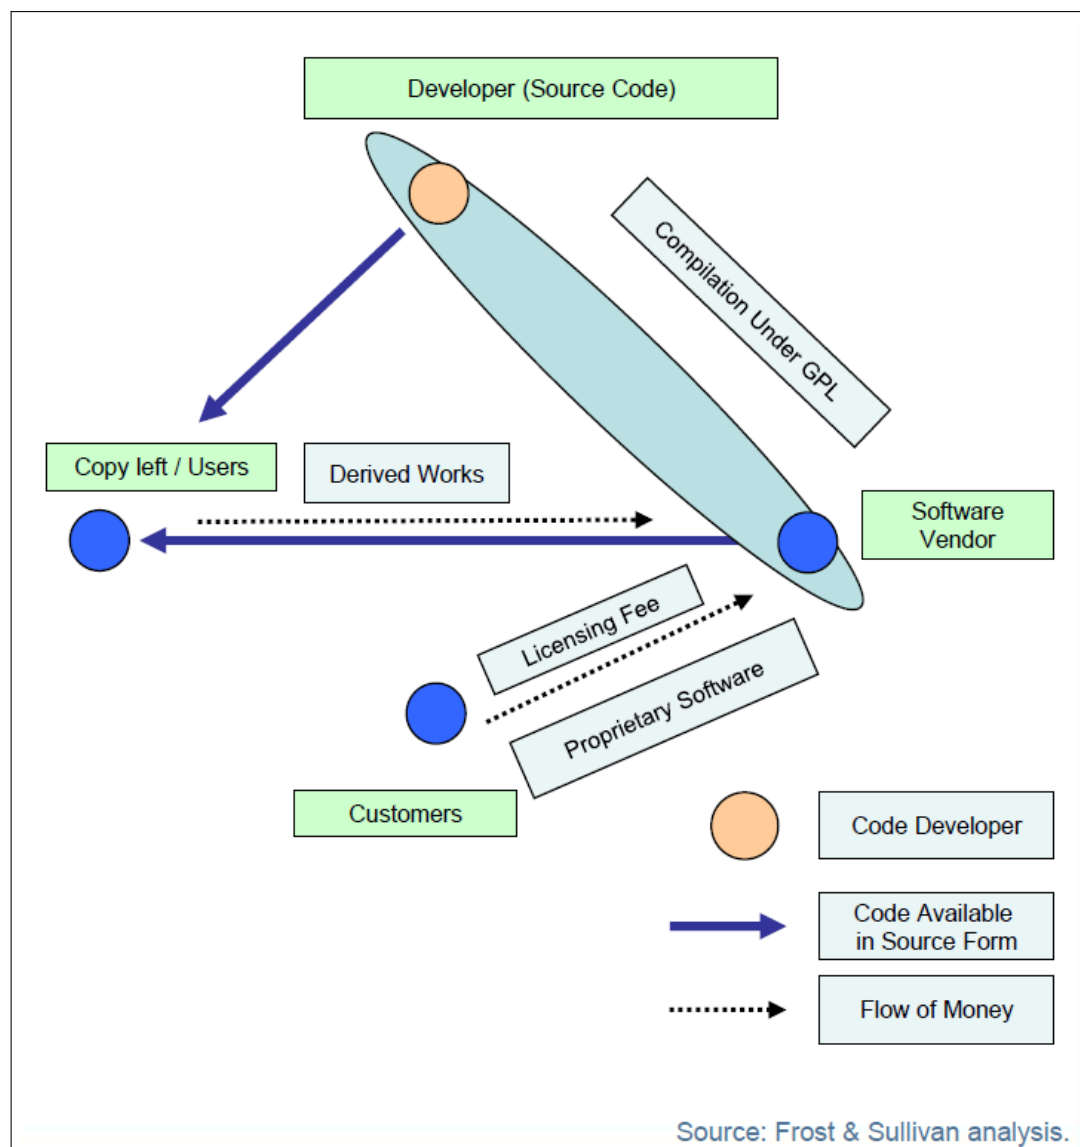 Developer (Source Code)
Compilation Under GPL
Copy left / Users
Derived Works
Software
Vendor
Licensing Fee
Proprietary Software
Customers
Code Developer
Code Available
in Source Form
Flow of Money
Source: Frost & Sullivan analysis.